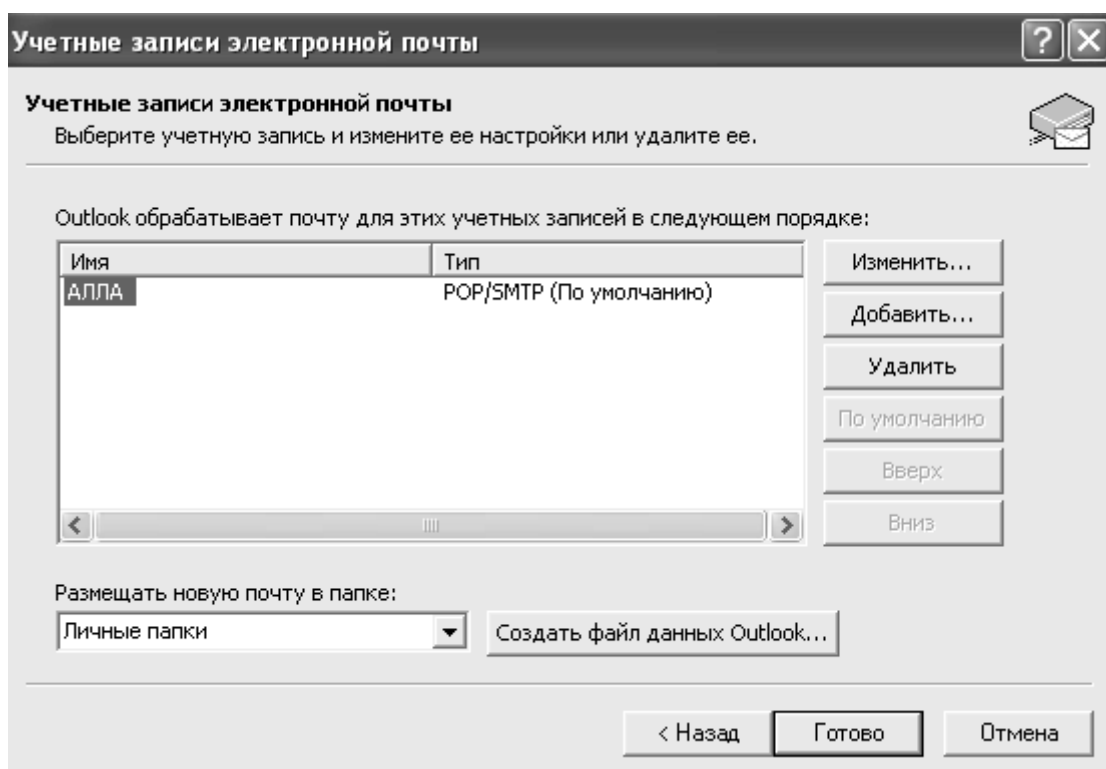 Учетные записи электронной почты
Учетные записи электронной почты
Выберите учетную запись и измените ее настройки или удалите ее.
Outlook обрабатывает почту для этих учетных записей в следующем порядке:
Имя Тип
АЛЛА POP/SMTP (По умолчанию)
Изменить...
Добавить...
Удалить
По умолчанию
Вверх
Вниз
Размещать новую почту в папке:
Личные папки Создать файл данных Outlook...
< Назад Готово Отмена